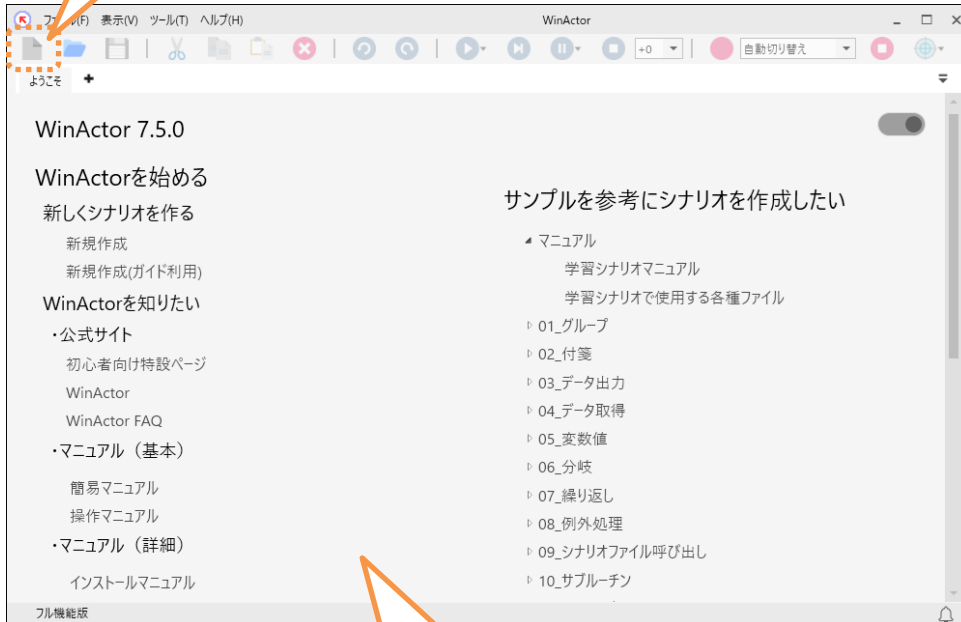 ファイル(F) 表示(V) ツール(T) ヘルプ(H) WinActor
+0 自動切り替え
ようこそ
WinActor 7.5.0
WinActorを始める
新しくシナリオを作る
新規作成
新規作成(ガイド利用)
WinActorを知りたい
・公式サイト
初心者向け特設ページ
WinActor
WinActor FAQ
・マニュアル（基本）
簡易マニュアル
操作マニュアル
・マニュアル（詳細）
インストールマニュアル
サンプルを参考にシナリオを作成したい
マニュアル
学習シナリオマニュアル
学習シナリオで使用する各種ファイル
01_グループ
02_付箋
03_データ出力
04_データ取得
05_変数値
06_分岐
07_繰り返し
08_例外処理
09_シナリオファイル呼び出し
10_サブルーチン
フル機能版